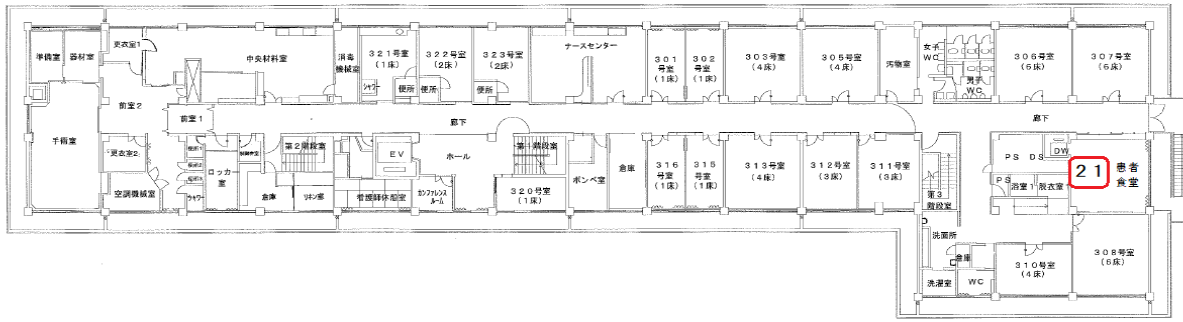 準備室
器材室
更衣室1
中央材料室
消毒
機械室
321号室
(1床)
シャワー
便所
322号室
(2床)
便所
323号室
(2床)
便所
ナースセンター
301
号室
(1床)
302
号室
(1床)
303号室
(4床)
305号室
(4床)
汚物室
女子
WC
男子
WC
306号室
(6床)
307号室
(6床)
手術室
前室2
前室1
廊下
廊下
更衣室2
空調機械室
シャワー
ロッカー
室
第2階段室
倉庫
リネン部
EV
看護師休憩室
ホール
カンファレンス
ルーム
第1階段室
320号室
(1床)
ボンベ室
倉庫
316
号室
(1床)
315
号室
(1床)
313号室
(4床)
312号室
(3床)
311号室
(3床)
第3
階段室
PS DS
DW
PS
浴室1
脱衣室
21
患者
食堂
洗面所
倉庫
洗濯室
WC
310号室
(4床)
308号室
(6床)